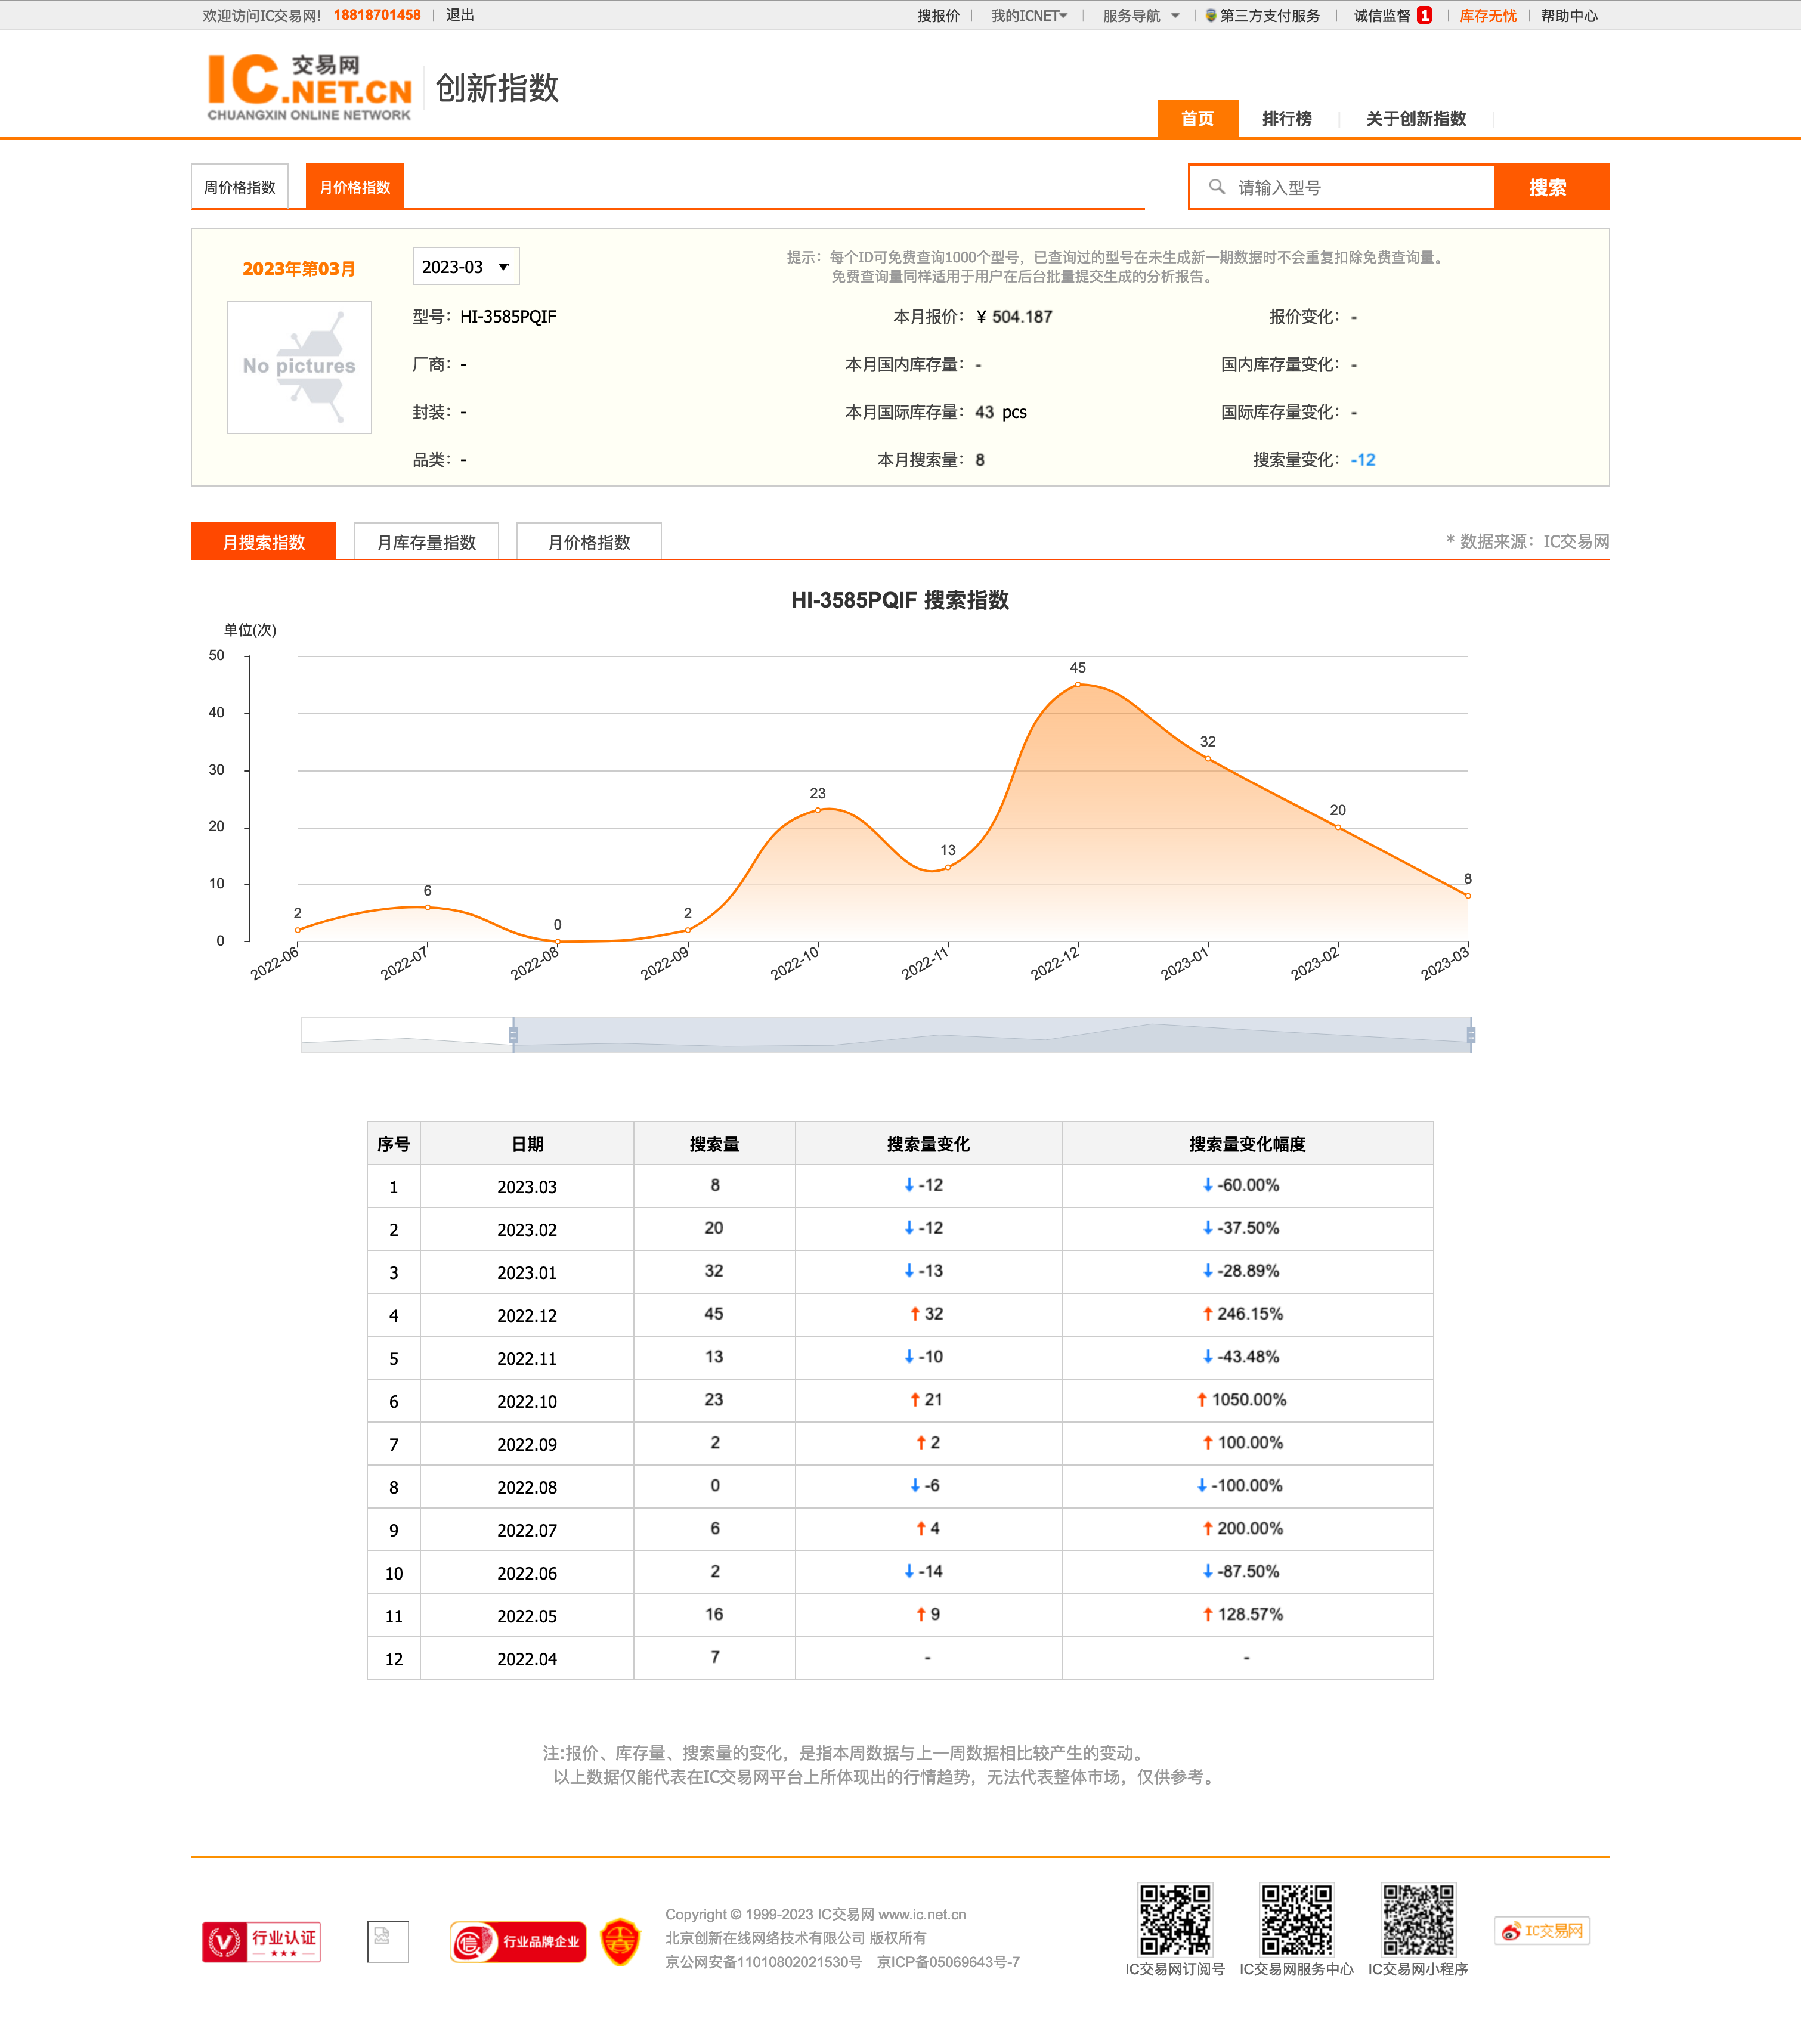 欢迎访问IC交易网! 18818701458 | 退出
搜报价 | 我的ICNET | 服务导航 | 第三方支付服务 | 诚信监督 1 | 库存无忧 | 帮助中心
IC交易网
.NET.CN
CHUANGXIN ONLINE NETWORK
创新指数
首页 排行榜 关于创新指数
周价格指数 月价格指数
请输入型号 搜索
2023年第03月 2023-03
提示：每个ID可免费查询1000个型号，已查询过的型号在未生成新一期数据时不会重复扣除免费查询量。
免费查询量同样适用于用户在后台批量提交生成的分析报告。
No pictures
型号：HI-3585PQIF 本月报价：¥ 504.187 报价变化：-
厂商：- 本月国内库存量：- 国内库存量变化：-
封装：- 本月国际库存量：43 pcs 国际库存量变化：-
品类：- 本月搜索量：8 搜索量变化：-12
月搜索指数 月库存量指数 月价格指数 * 数据来源：IC交易网
HI-3585PQIF 搜索指数
单位(次)
50
40
30
20
10
0
2
6
0
2
23
13
45
32
20
8
2022-06 2022-07 2022-08 2022-09 2022-10 2022-11 2022-12 2023-01 2023-02 2023-03
序号 日期 搜索量 搜索量变化 搜索量变化幅度
1 2023.03 8 ↓-12 ↓-60.00%
2 2023.02 20 ↓-12 ↓-37.50%
3 2023.01 32 ↓-13 ↓-28.89%
4 2022.12 45 ↑32 ↑246.15%
5 2022.11 13 ↓-10 ↓-43.48%
6 2022.10 23 ↑21 ↑1050.00%
7 2022.09 2 ↑2 ↑100.00%
8 2022.08 0 ↓-6 ↓-100.00%
9 2022.07 6 ↑4 ↑200.00%
10 2022.06 2 ↓-14 ↓-87.50%
11 2022.05 16 ↑9 ↑128.57%
12 2022.04 7 - -
注:报价、库存量、搜索量的变化，是指本周数据与上一周数据相比较产生的变动。
以上数据仅能代表在IC交易网平台上所体现出的行情趋势，无法代表整体市场，仅供参考。
行业认证
信 行业品牌企业
Copyright © 1999-2023 IC交易网 www.ic.net.cn
北京创新在线网络技术有限公司 版权所有
京公网安备11010802021530号 京ICP备05069643号-7
IC交易网订阅号 IC交易网服务中心 IC交易网小程序
IC交易网